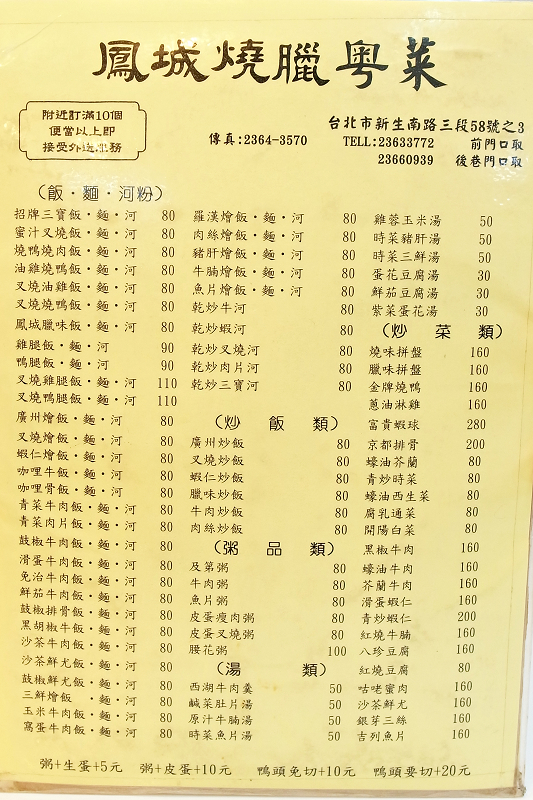 鳳城燒臘粵菜
附近訂滿10個
便當以上即
接受外送服務
傳真:2364-3570
台北市新生南路三段58號之3
TELL:23633772 前門口取
23660939 後巷門口取
(飯・麵・河粉)
招牌三寶飯・麵・河 80
蜜汁叉燒飯・麵・河 80
燒鴨燒肉飯・麵・河 80
油雞燒鴨飯・麵・河 80
叉燒油雞飯・麵・河 80
叉燒燒鴨飯・麵・河 80
鳳城臘味飯・麵・河 80
雞腿飯・麵・河 90
鴨腿飯・麵・河 90
叉燒雞腿飯・麵・河 110
叉燒鴨腿飯・麵・河 110
廣州燴飯・麵・河 80
叉燒燴飯・麵・河 80
蝦仁燴飯・麵・河 80
咖哩牛飯・麵・河 80
咖哩骨飯・麵・河 80
青菜牛肉飯・麵・河 80
青菜肉片飯・麵・河 80
鼓椒牛肉飯・麵・河 80
滑蛋牛肉飯・麵・河 80
免治牛肉飯・麵・河 80
鮮茄牛肉飯・麵・河 80
鼓椒排骨飯・麵・河 80
黑胡椒牛飯・麵・河 80
沙茶牛肉飯・麵・河 80
沙茶鮮尤飯・麵・河 80
鼓椒鮮尤飯・麵・河 80
三鮮燴飯 ・麵・河 80
玉米牛肉飯・麵・河 80
窩蛋牛肉飯・麵・河 80
羅漢燴飯・麵・河 80
肉絲燴飯・麵・河 80
豬肝燴飯・麵・河 80
牛腩燴飯・麵・河 80
魚片燴飯・麵・河 80
乾炒牛河 80
乾炒蝦河 80
乾炒叉燒河 80
乾炒肉片河 80
乾炒三寶河 80
(炒 飯 類)
廣州炒飯 80
叉燒炒飯 80
蝦仁炒飯 80
臘味炒飯 80
牛肉炒飯 80
肉絲炒飯 80
(粥 品 類)
及第粥 80
牛肉粥 80
魚片粥 80
皮蛋瘦肉粥 80
皮蛋叉燒粥 80
腰花粥 100
(湯 類)
西湖牛肉羹 50
鹹菜肚片湯 50
原汁牛腩湯 50
時菜魚片湯 50
雞蓉玉米湯 50
時菜豬肝湯 50
時菜三鮮湯 50
蛋花豆腐湯 30
鮮茄豆腐湯 30
紫菜蛋花湯 30
(炒 菜 類)
燒味拼盤 160
臘味拼盤 160
金牌燒鴨 160
蔥油淋雞 160
富貴蝦球 280
京都排骨 200
蠔油芥蘭 80
青炒時菜 80
蠔油西生菜 80
腐乳通菜 80
開陽白菜 80
黑椒牛肉 160
蠔油牛肉 160
芥蘭牛肉 160
滑蛋蝦仁 160
青炒蝦仁 200
紅燒牛腩 160
八珍豆腐 160
紅燒豆腐 80
咕咾蜜肉 160
沙茶鮮尤 160
銀芽三絲 160
吉列魚片 160
粥+生蛋+5元 粥+皮蛋+10元 鴨頭免切+10元 鴨頭要切+20元